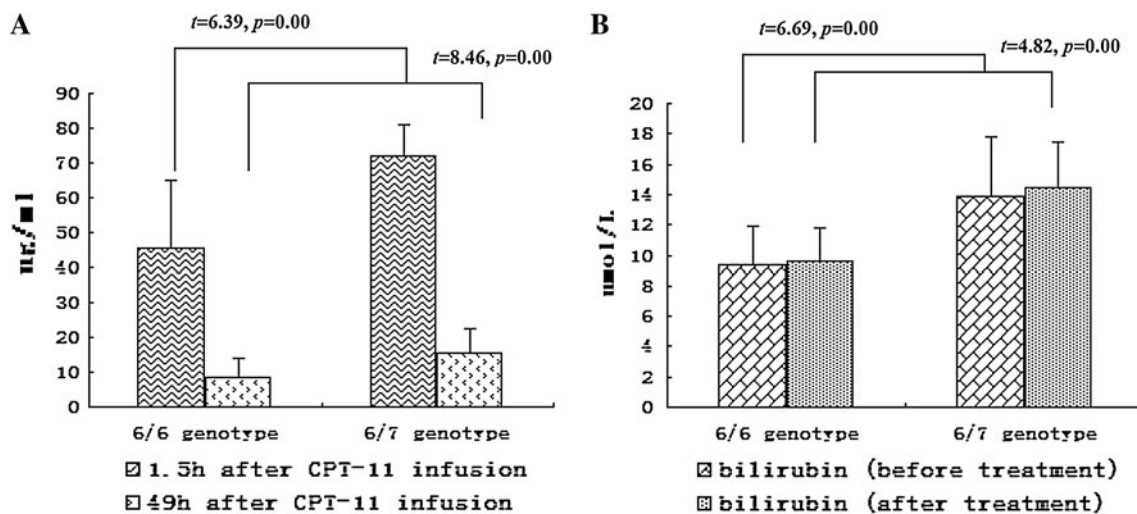 A
t=6.39, p=0.00
t=8.46, p=0.00
90
80
70
60
50
40
30
20
10
0
6/6 genotype
6/7 genotype
1.5h after CPT-11 infusion
49h after CPT-11 infusion
B
t=6.69, p=0.00
t=4.82, p=0.00
20
18
16
14
12
10
8
6
4
2
0
6/6 genotype
6/7 genotype
bilirubin (before treatment)
bilirubin (after treatment)